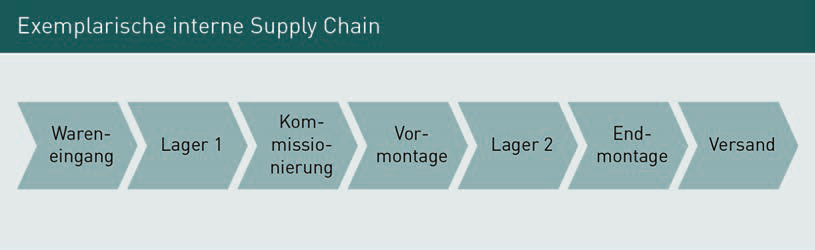 Exemplarische interne Supply Chain
Waren-
eingang
Lager 1
Kom-
missio-
nierung
Vor-
montage
Lager 2
End-
montage
Versand